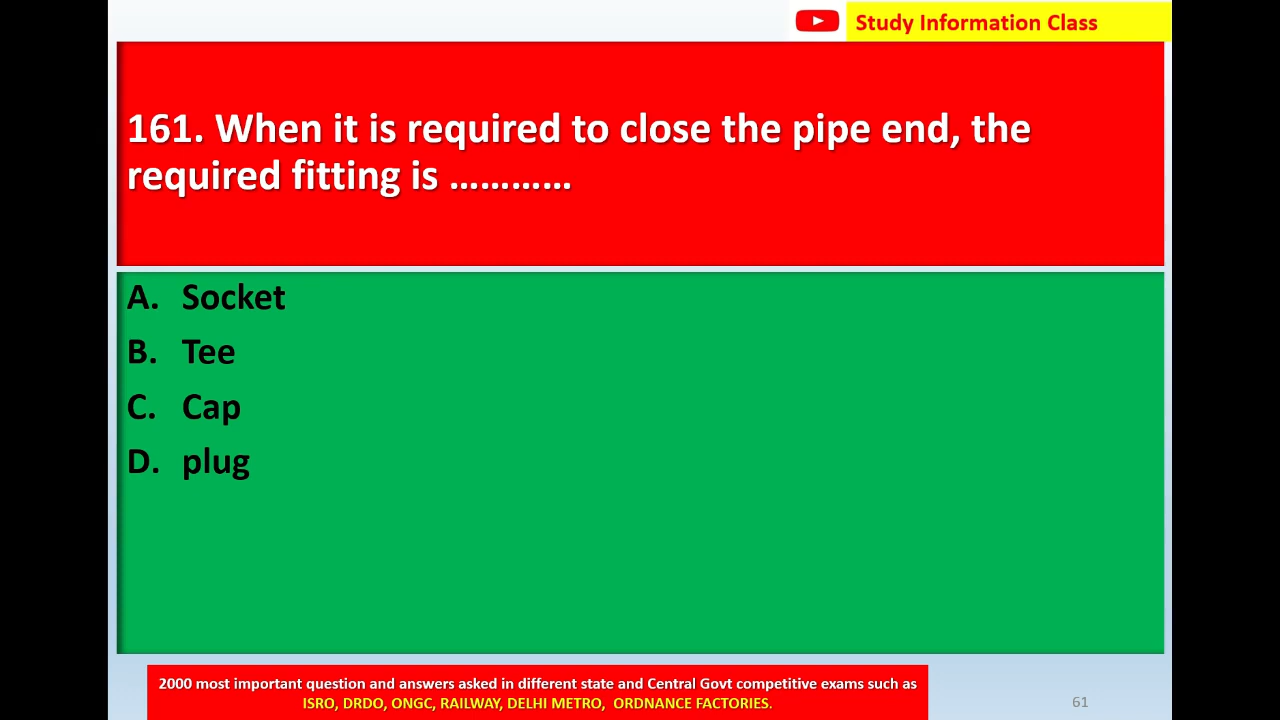 Study Information Class
161. When it is required to close the pipe end, the
required fitting is …………
A. Socket
B. Tee
C. Cap
D. plug
2000 most important question and answers asked in different state and Central Govt competitive exams such as
ISRO, DRDO, ONGC, RAILWAY, DELHI METRO, ORDNANCE FACTORIES.
61